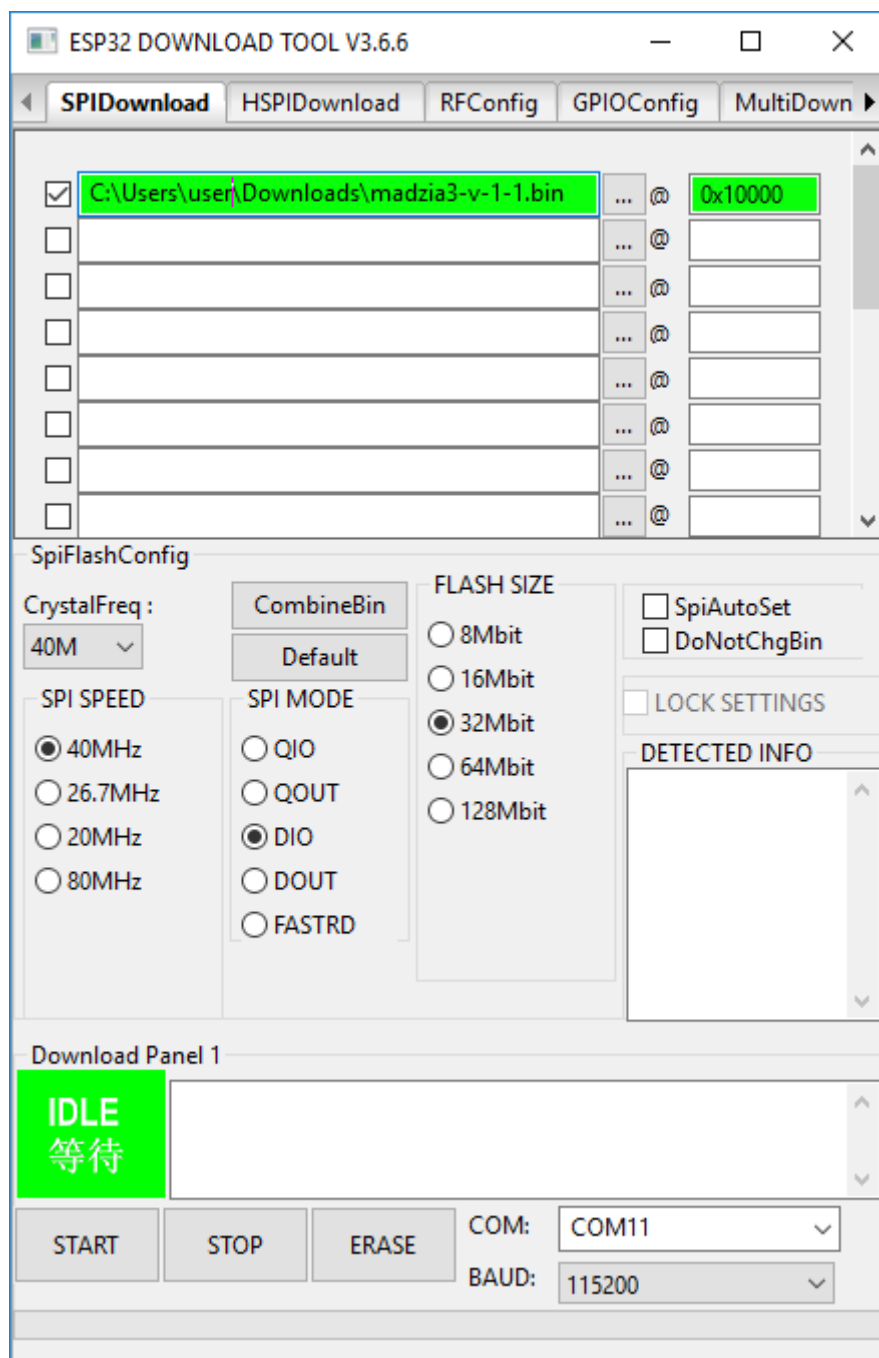 ESP32 DOWNLOAD TOOL V3.6.6
SPIDownload HSPIDownload RFConfig GPIOConfig MultiDown
C:\Users\user\Downloads\madzia3-v-1-1.bin ... @ 0x10000
... @
... @
... @
... @
... @
... @
... @
SpiFlashConfig
CrystalFreq :
40M
CombineBin
Default
SPI SPEED
40MHz
26.7MHz
20MHz
80MHz
SPI MODE
QIO
QOUT
DIO
DOUT
FASTRD
FLASH SIZE
8Mbit
16Mbit
32Mbit
64Mbit
128Mbit
SpiAutoSet
DoNotChgBin
LOCK SETTINGS
DETECTED INFO
Download Panel 1
IDLE
等待
START STOP ERASE
COM: COM11
BAUD: 115200